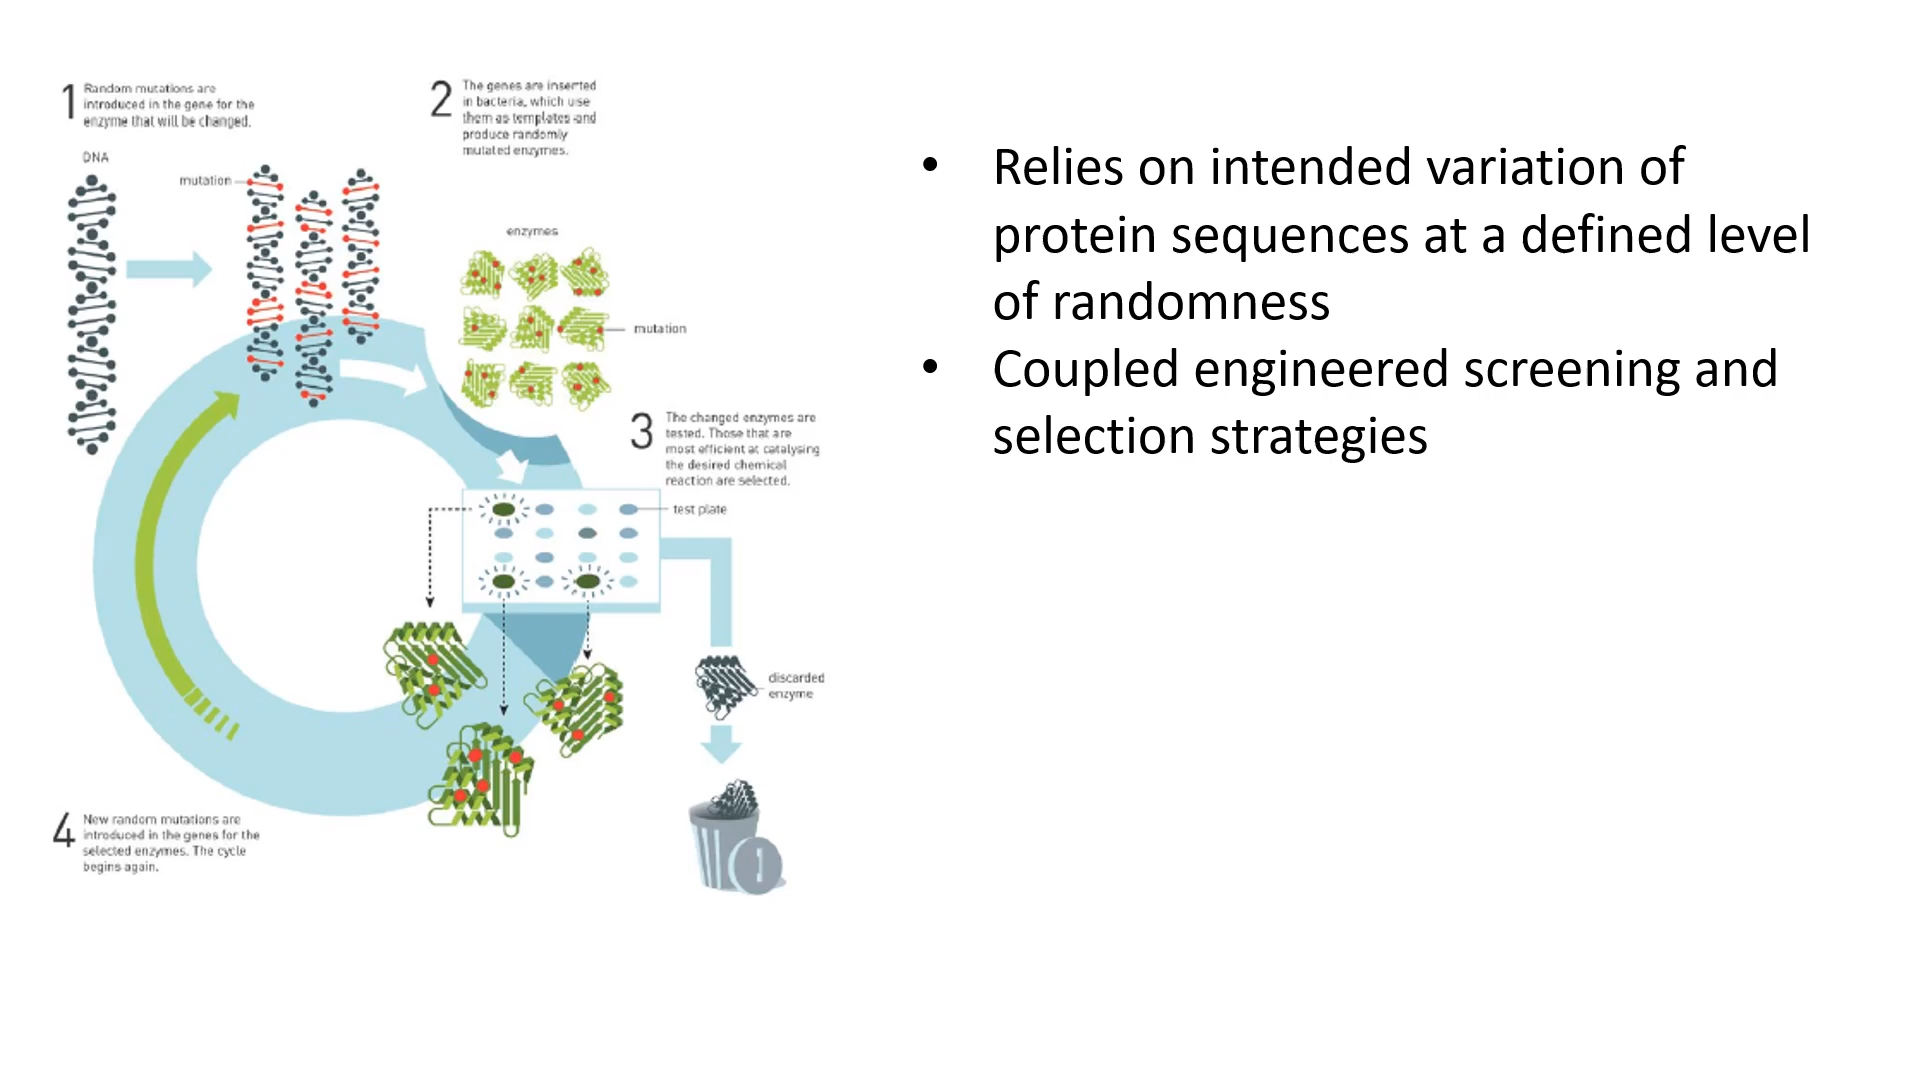 1 Random mutations are
introduced in the gene for the
enzyme that will be changed.
DNA
mutation
2 The genes are inserted
in bacteria, which use
them as templates and
produce randomly
mutated enzymes.
enzymes
mutation
3 The changed enzymes are
tested. Those that are
most efficient at catalysing
the desired chemical
reaction are selected.
test plate
discarded
enzyme
4 New random mutations are
introduced in the genes for the
selected enzymes. The cycle
begins again.
• Relies on intended variation of
protein sequences at a defined level
of randomness
• Coupled engineered screening and
selection strategies